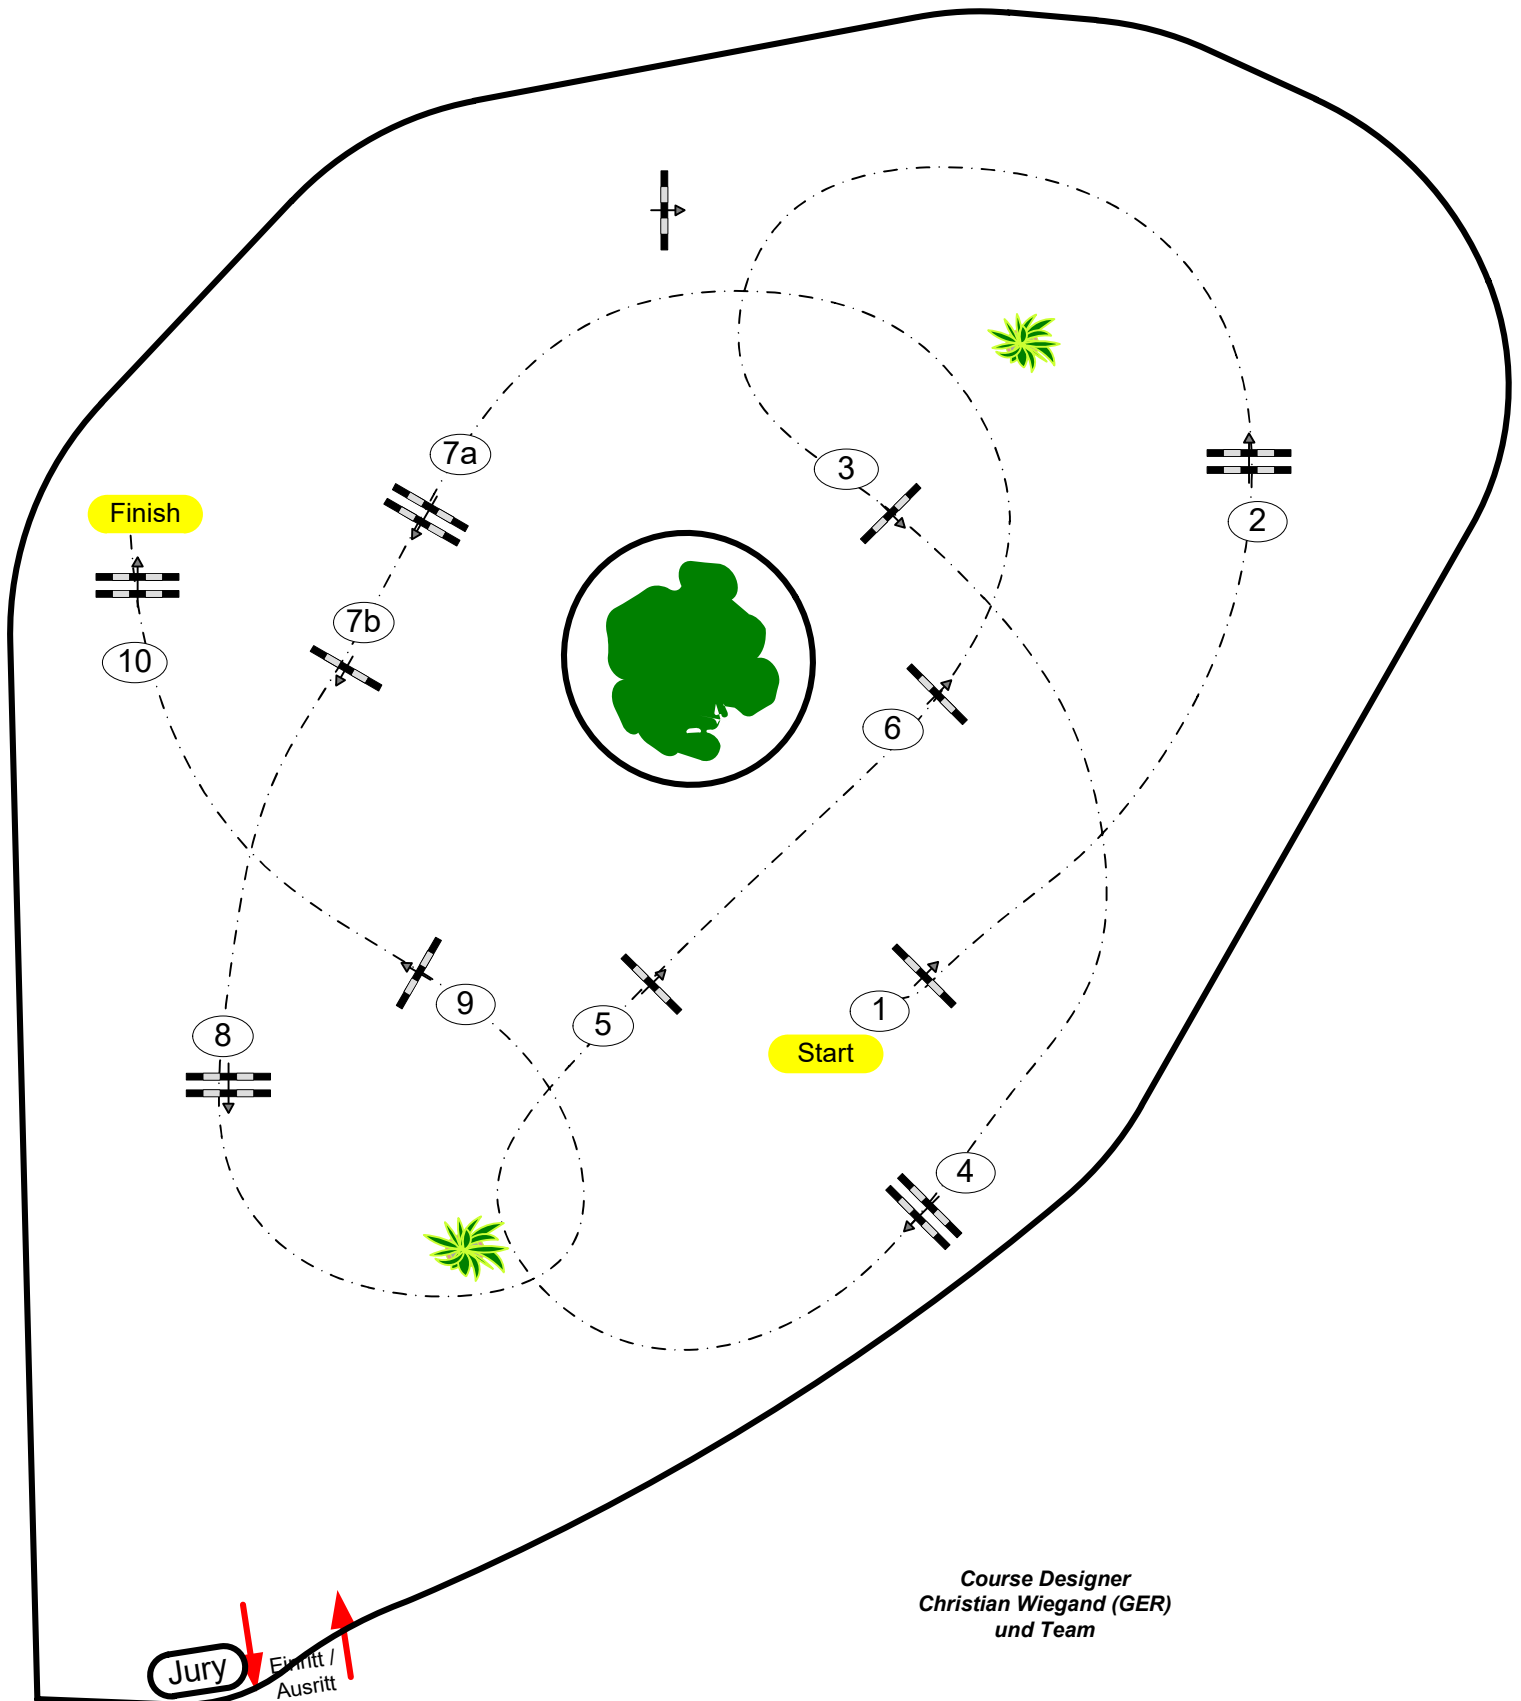 7a
3
Finish
2
7b
10
6
9
1
5
8
Start
4
Course Designer
Christian Wiegand (GER)
und Team
Jury
Einritt /
Ausritt